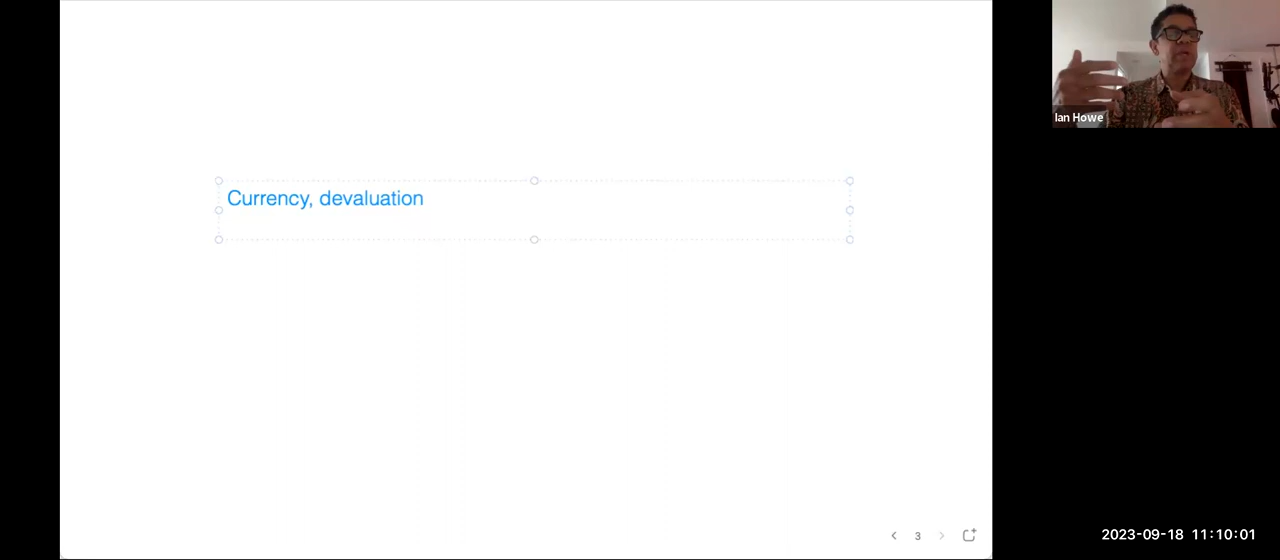 Currency, devaluation
Ian Howe
3
2023-09-18 11:10:01